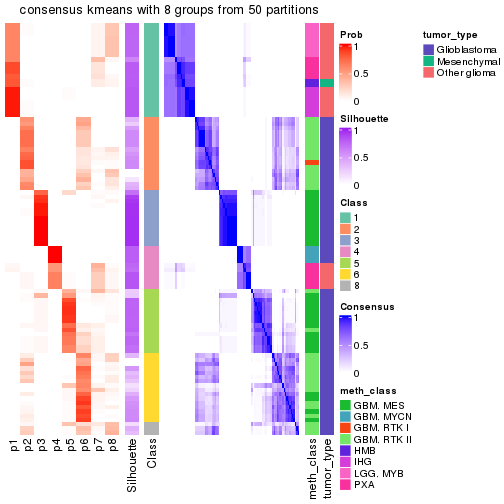 consensus kmeans with 8 groups from 50 partitions
p1
p2
p3
p4
p5
p6
p7
p8
Silhouette
Class
meth_class
tumor_type
Prob
1
0.5
0
Silhouette
1
0.5
0
Class
1
2
3
4
5
6
8
Consensus
1
0.5
0
meth_class
GBM. MES
GBM. MYCN
GBM. RTK I
GBM. RTK II
HMB
IHG
LGG. MYB
PXA
tumor_type
Glioblastoma
Mesenchymal
Other glioma